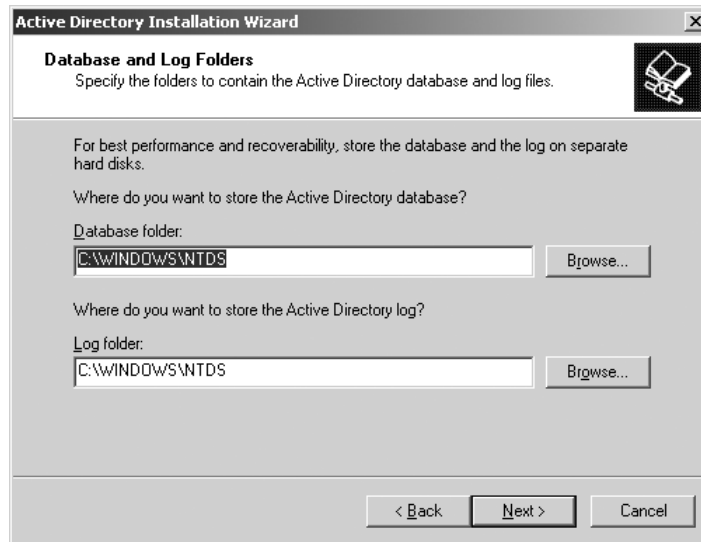 Active Directory Installation Wizard
Database and Log Folders
Specify the folders to contain the Active Directory database and log files.
For best performance and recoverability, store the database and the log on separate
hard disks.
Where do you want to store the Active Directory database?
Database folder:
C:\WINDOWS\NTDS
Browse...
Where do you want to store the Active Directory log?
Log folder:
C:\WINDOWS\NTDS
Browse...
< Back
Next >
Cancel